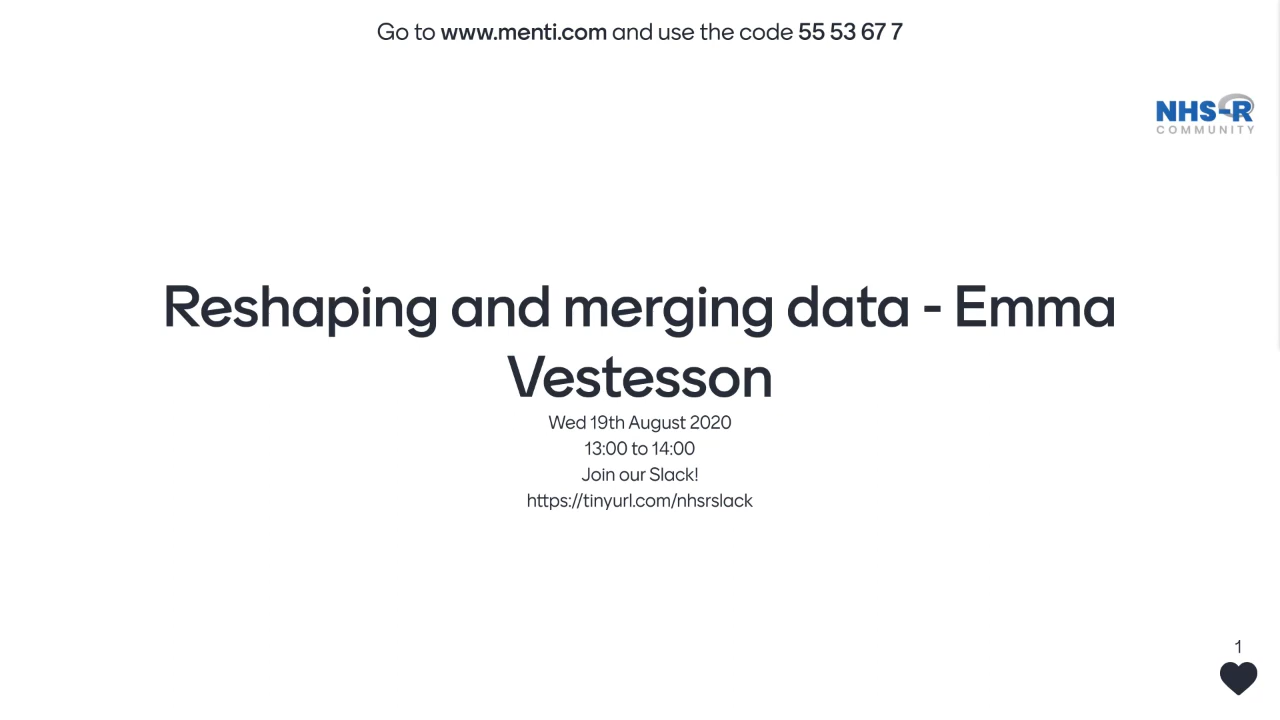 Go to www.menti.com and use the code 55 53 67 7
NHS-R
COMMUNITY
Reshaping and merging data - Emma
Vestesson
Wed 19th August 2020
13:00 to 14:00
Join our Slack!
https://tinyurl.com/nhsrslack
1